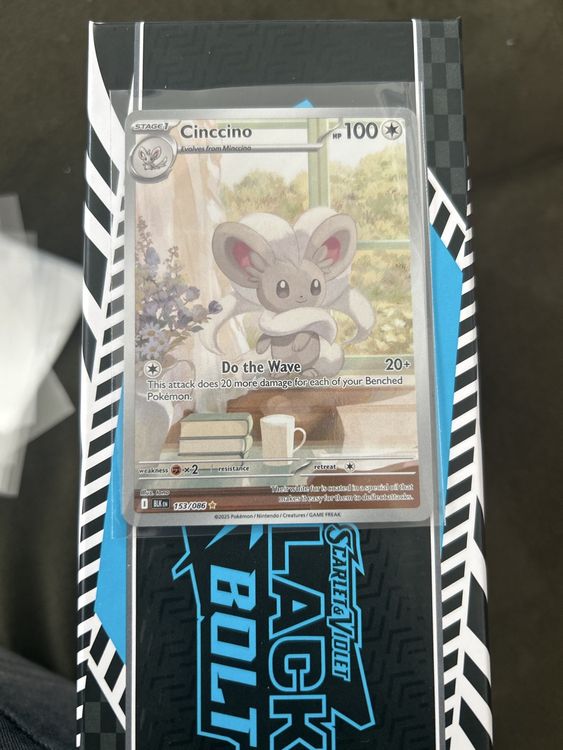 STAGE 1
Cinccino
HP 100
Evolves from Minccino
Do the Wave 20+
This attack does 20 more damage for each of your Benched
Pokémon.
weakness ×2 resistance retreat
Illus. 
Their white fur is coated in a special oil that
makes it easy for them to deflect attacks.
BLK EN 153/086
©2025 Pokémon / Nintendo / Creatures / GAME FREAK
SCARLET & VIOLET
BLACK
BOLT